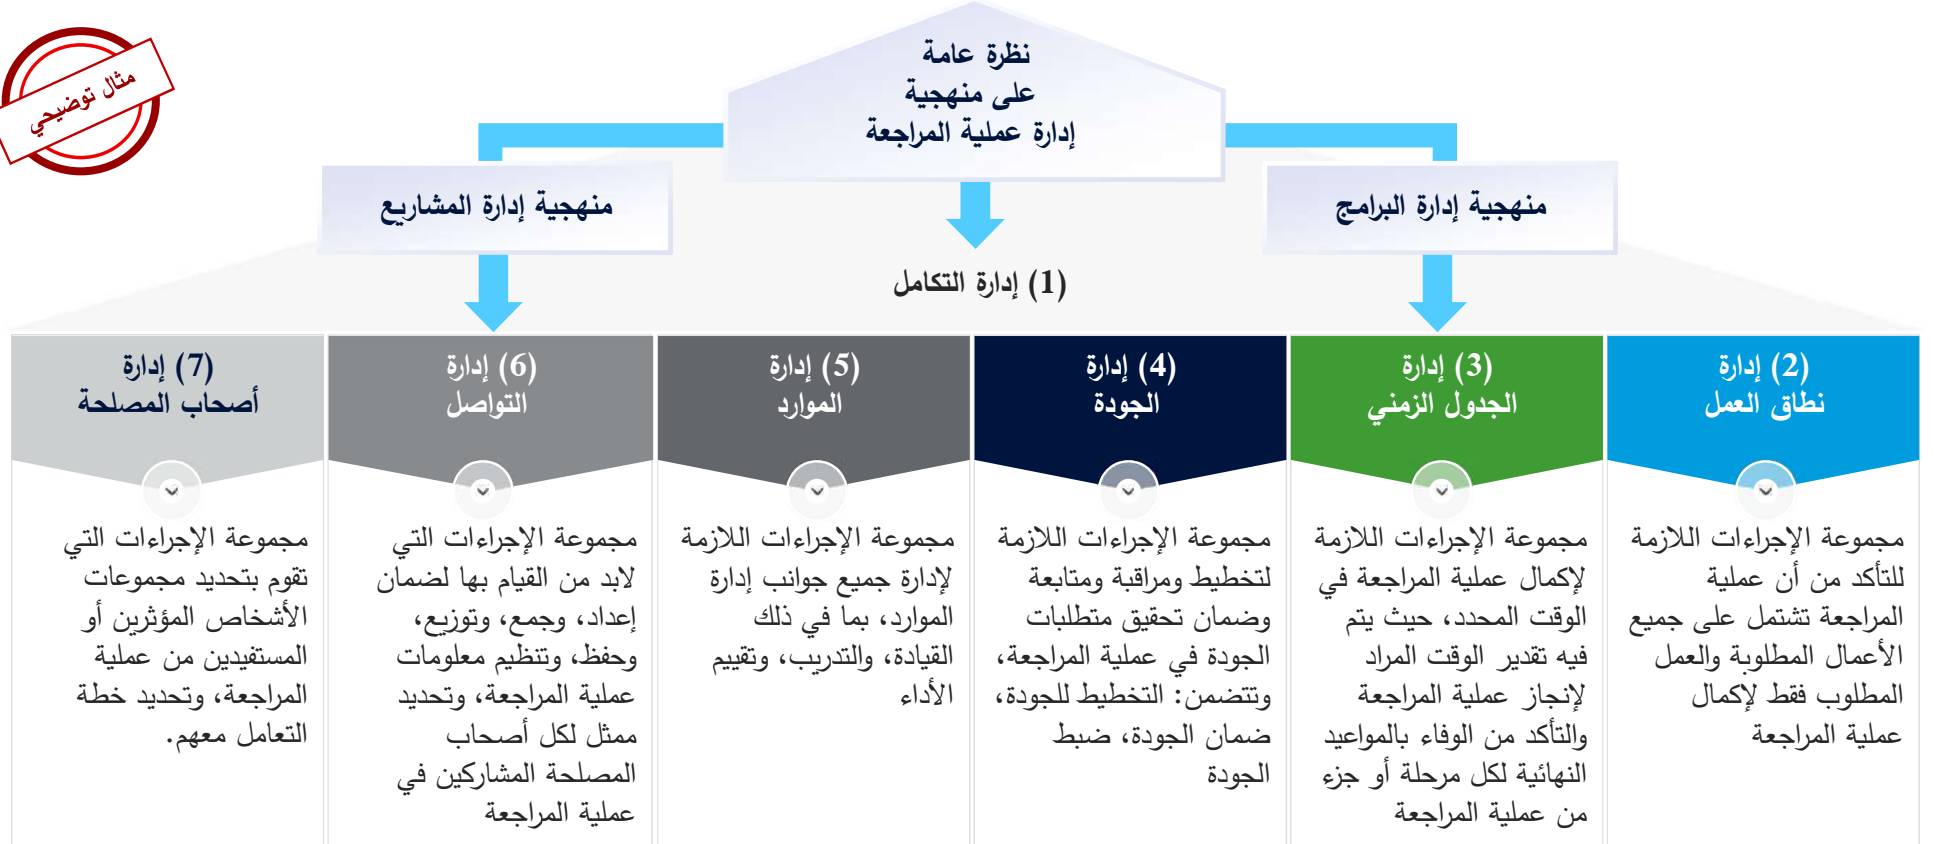 مثال توضيحي
نظرة عامة
على منهجية
إدارة عملية المراجعة
منهجية إدارة البرامج
منهجية إدارة المشاريع
(1) إدارة التكامل
(2) إدارة
نطاق العمل
مجموعة الإجراءات اللازمة
للتأكد من أن عملية
المراجعة تشتمل على جميع
الأعمال المطلوبة والعمل
المطلوب فقط لإكمال
عملية المراجعة
(3) إدارة
الجدول الزمني
مجموعة الإجراءات اللازمة
لإكمال عملية المراجعة في
الوقت المحدد، حيث يتم
فيه تقدير الوقت المراد
لإنجاز عملية المراجعة
والتأكد من الوفاء بالمواعيد
النهائية لكل مرحلة أو جزء
من عملية المراجعة
(4) إدارة
الجودة
مجموعة الإجراءات اللازمة
لتخطيط ومراقبة ومتابعة
وضمان تحقيق متطلبات
الجودة في عملية المراجعة،
وتتضمن: التخطيط للجودة،
ضمان الجودة، ضبط
الجودة
(5) إدارة
الموارد
مجموعة الإجراءات اللازمة
لإدارة جميع جوانب إدارة
الموارد، بما في ذلك
القيادة، والتدريب، وتقييم
الأداء
(6) إدارة
التواصل
مجموعة الإجراءات التي
لابد من القيام بها لضمان
إعداد، وجمع، وتوزيع،
وحفظ، وتنظيم معلومات
عملية المراجعة، وتحديد
ممثل لكل أصحاب
المصلحة المشاركين في
عملية المراجعة
(7) إدارة
أصحاب المصلحة
مجموعة الإجراءات التي
تقوم بتحديد مجموعات
الأشخاص المؤثرين أو
المستفيدين من عملية
المراجعة، وتحديد خطة
التعامل معهم.